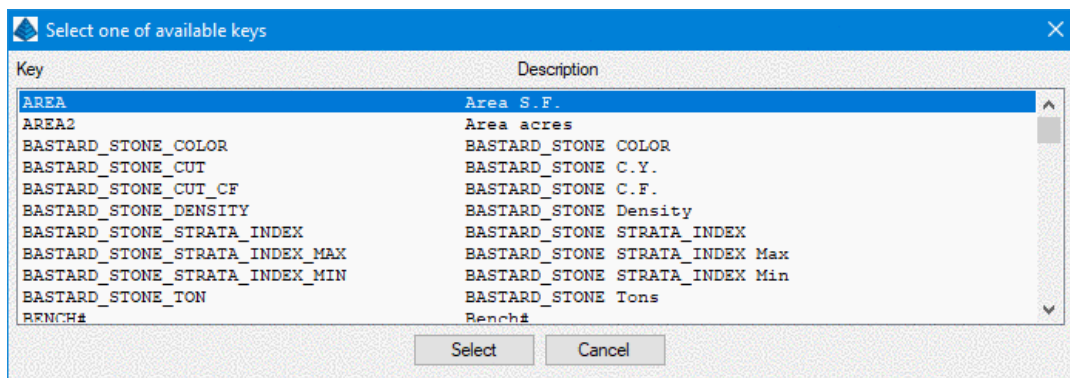 Select one of available keys
Key Description
AREA Area S.F.
AREA2 Area acres
BASTARD_STONE_COLOR BASTARD_STONE COLOR
BASTARD_STONE_CUT BASTARD_STONE C.Y.
BASTARD_STONE_CUT_CF BASTARD_STONE C.F.
BASTARD_STONE_DENSITY BASTARD_STONE Density
BASTARD_STONE_STRATA_INDEX BASTARD_STONE STRATA_INDEX
BASTARD_STONE_STRATA_INDEX_MAX BASTARD_STONE STRATA_INDEX Max
BASTARD_STONE_STRATA_INDEX_MIN BASTARD_STONE STRATA_INDEX Min
BASTARD_STONE_TON BASTARD_STONE Tons
BENCH# Bench#
Select Cancel